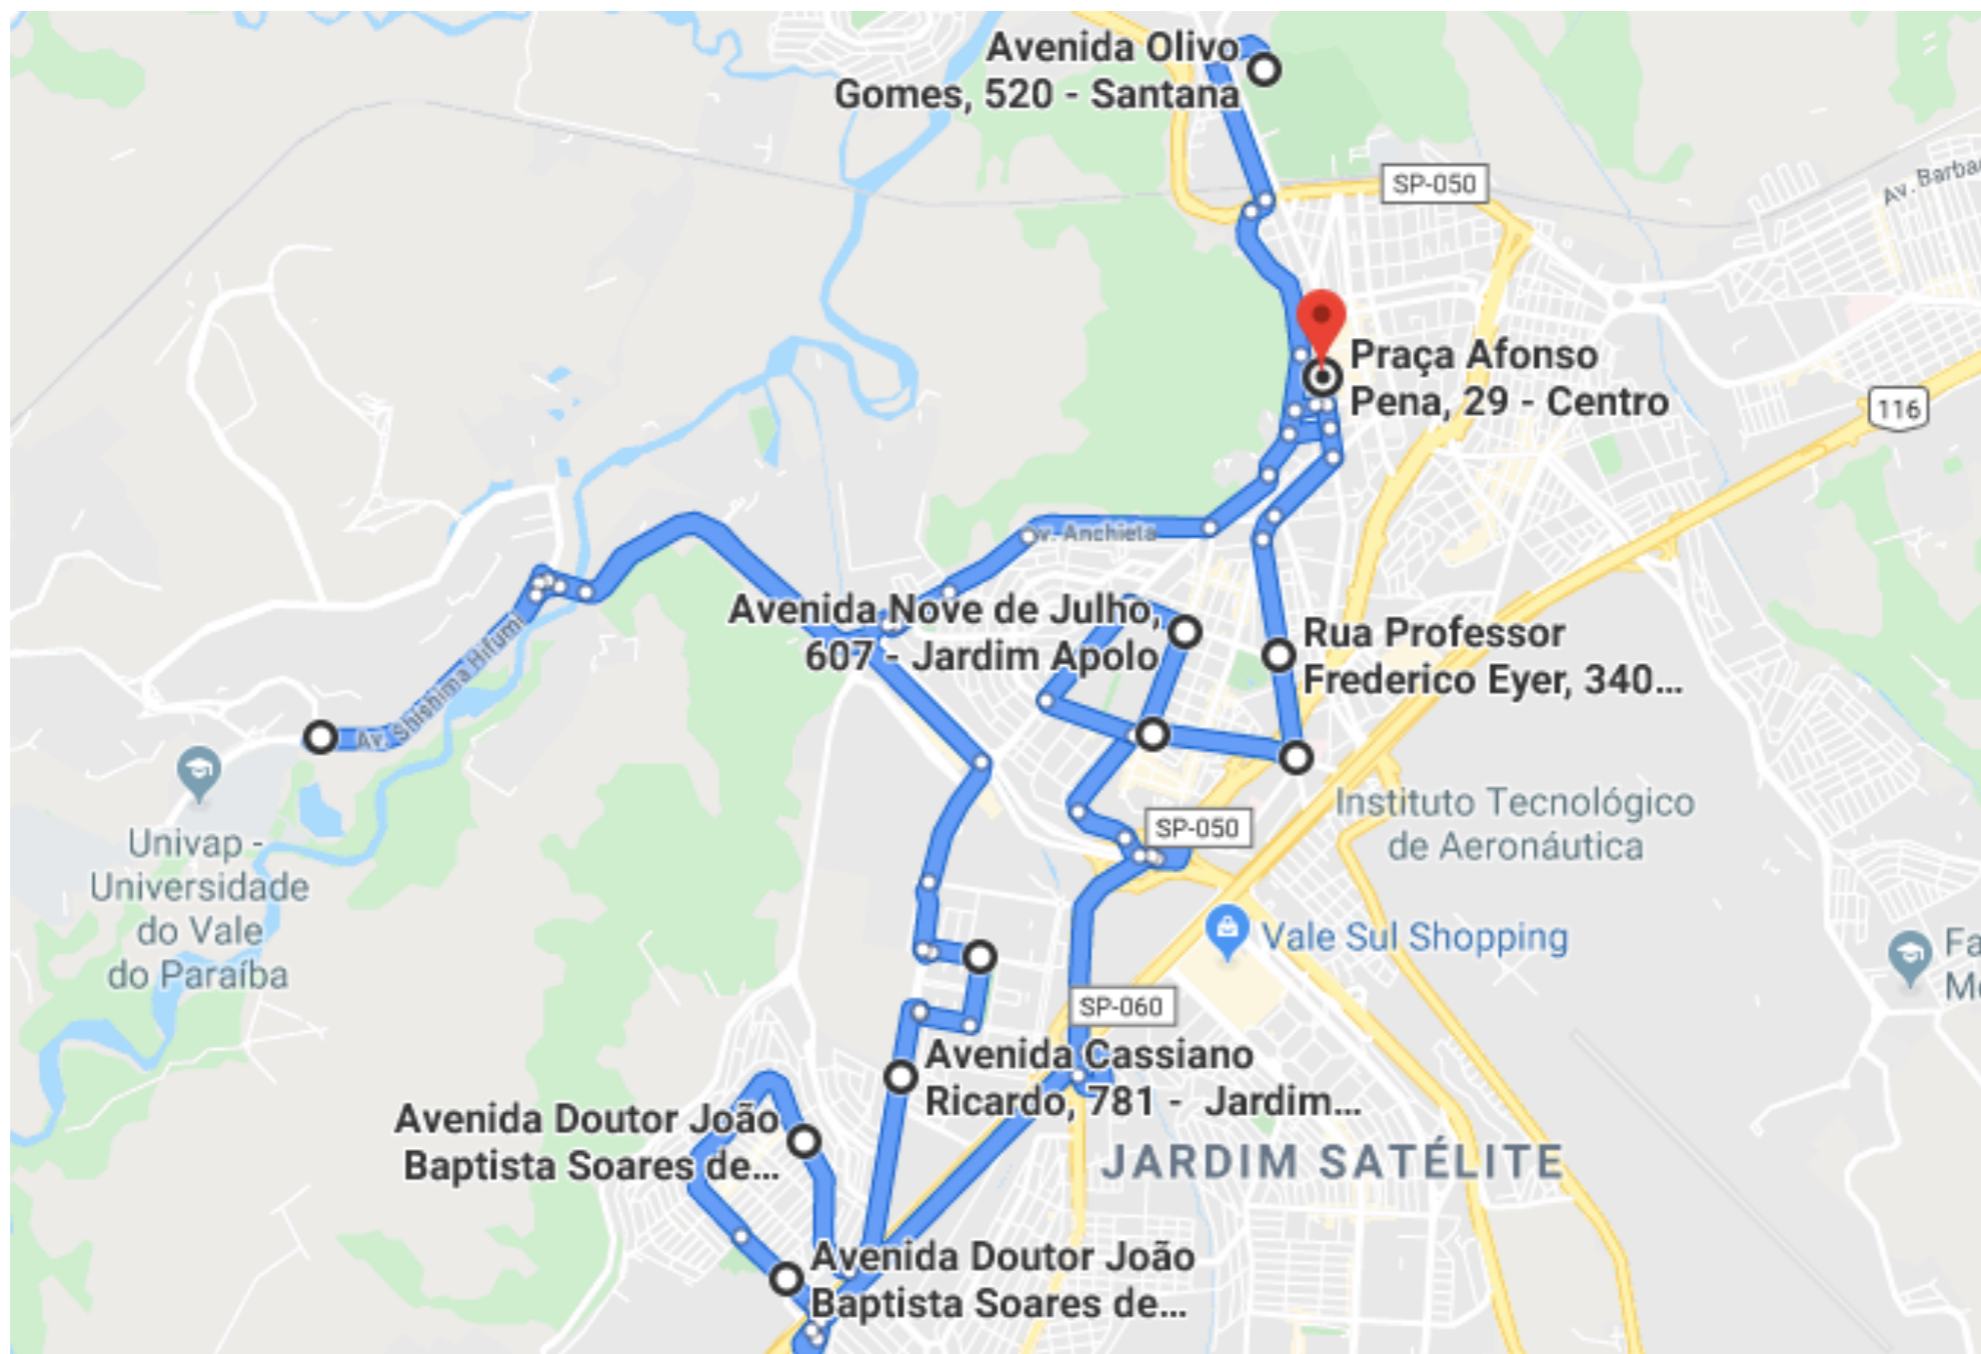 Avenida Olivo
Gomes, 520 - Santana
SP-050
Av. Barba
Praça Afonso
Pena, 29 - Centro
116
Av. Anchieta
Avenida Nove de Julho,
607 - Jardim Apolo
Rua Professor
Frederico Eyer, 340...
Av. Shishima Hifumi
Univap -
Universidade
do Vale
do Paraíba
Instituto Tecnológico
de Aeronáutica
SP-050
Vale Sul Shopping
Fa
Mo
SP-060
Avenida Cassiano
Ricardo, 781 - Jardim...
Avenida Doutor João
Baptista Soares de...
JARDIM SATÉLITE
Avenida Doutor João
Baptista Soares de...